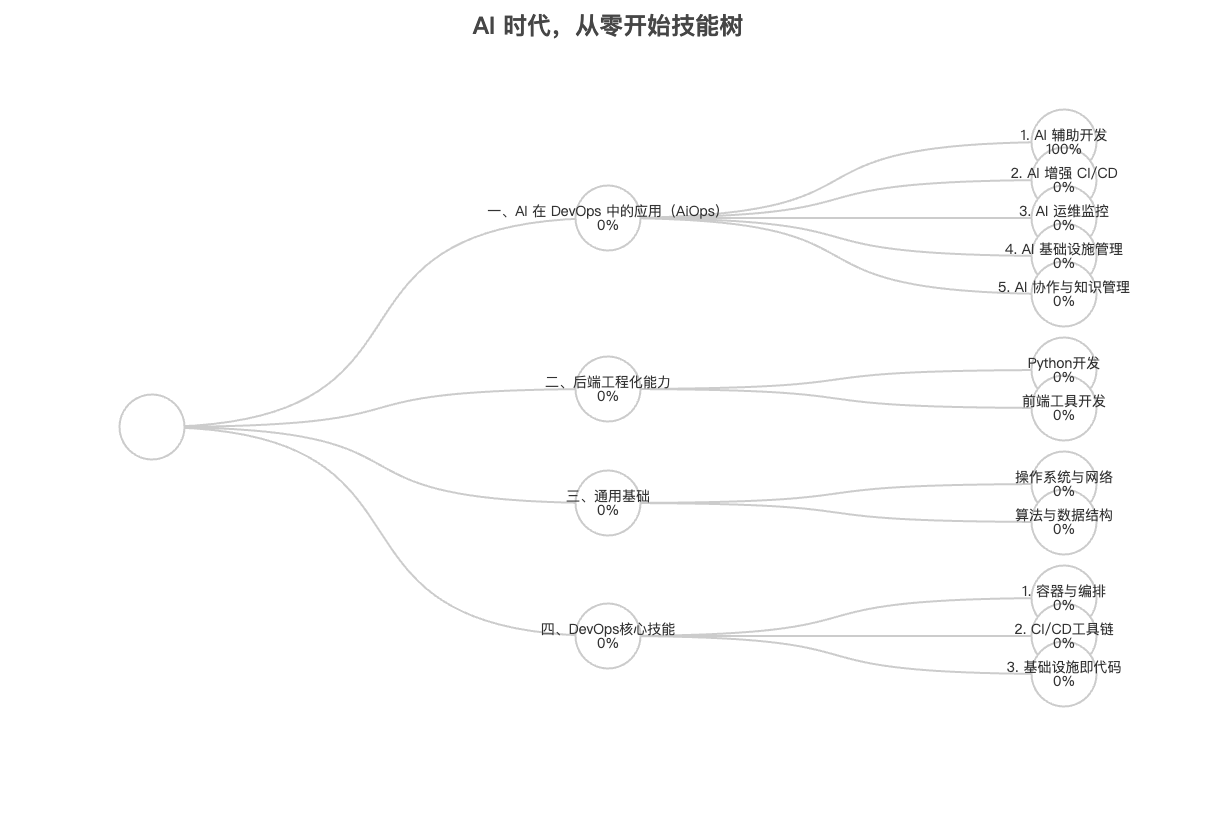 AI 时代，从零开始技能树
一、AI 在 DevOps 中的应用（AiOps）
0%
1. AI 辅助开发
100%
2. AI 增强 CI/CD
0%
3. AI 运维监控
0%
4. AI 基础设施管理
0%
5. AI 协作与知识管理
0%
二、后端工程化能力
0%
Python开发
0%
前端工具开发
0%
三、通用基础
0%
操作系统与网络
0%
算法与数据结构
0%
四、DevOps核心技能
0%
1. 容器与编排
0%
2. CI/CD工具链
0%
3. 基础设施即代码
0%